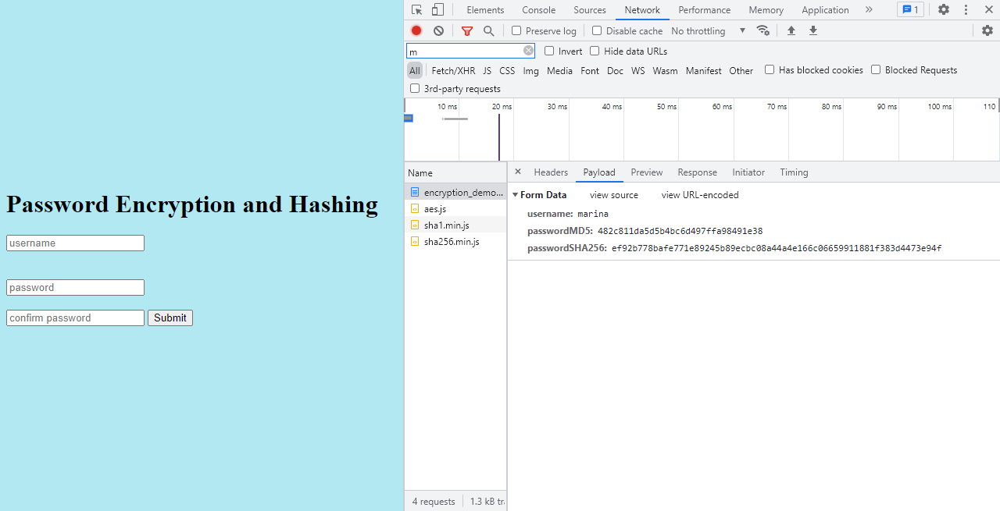 Password Encryption and Hashing
username
password
confirm password Submit
Elements Console Sources Network Performance Memory Application » 1
Preserve log Disable cache No throttling
m Invert Hide data URLs
All Fetch/XHR JS CSS Img Media Font Doc WS Wasm Manifest Other Has blocked cookies Blocked Requests
3rd-party requests
10 ms 20 ms 30 ms 40 ms 50 ms 60 ms 70 ms 80 ms 90 ms 100 ms 110
Name
encryption_demo...
aes.js
sha1.min.js
sha256.min.js
4 requests 1.3 kB tr
Headers Payload Preview Response Initiator Timing
Form Data view source view URL-encoded
username: marina
passwordMD5: 482c811da5d5b4bc6d497ffa98491e38
passwordSHA256: ef92b778bafe771e89245b89ecbc08a44a4e166c06659911881f383d4473e94f